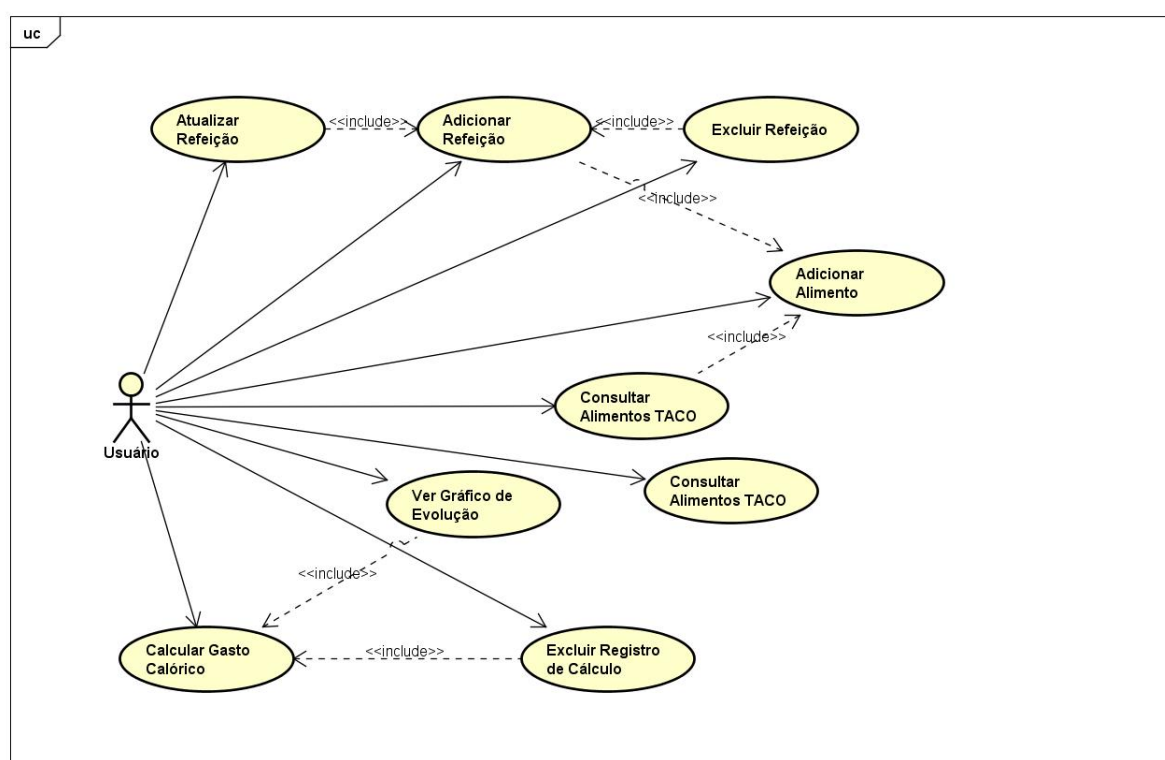 uc
Atualizar
Refeição
<<include>>
Adicionar
Refeição
<<include>>
Excluir Refeição
<<include>>
Adicionar
Alimento
<<include>>
Consultar
Alimentos TACO
Usuário
Ver Gráfico de
Evolução
Consultar
Alimentos TACO
<<include>>
Calcular Gasto
Calórico
<<include>>
Excluir Registro
de Cálculo